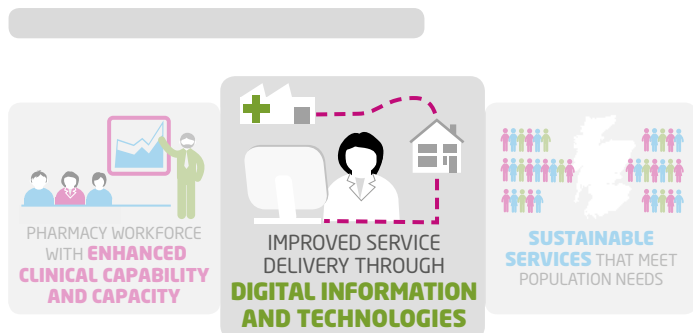 PHARMACY WORKFORCE
WITH ENHANCED
CLINICAL CAPABILITY
AND CAPACITY
IMPROVED SERVICE
DELIVERY THROUGH
DIGITAL INFORMATION
AND TECHNOLOGIES
SUSTAINABLE
SERVICES THAT MEET
POPULATION NEEDS